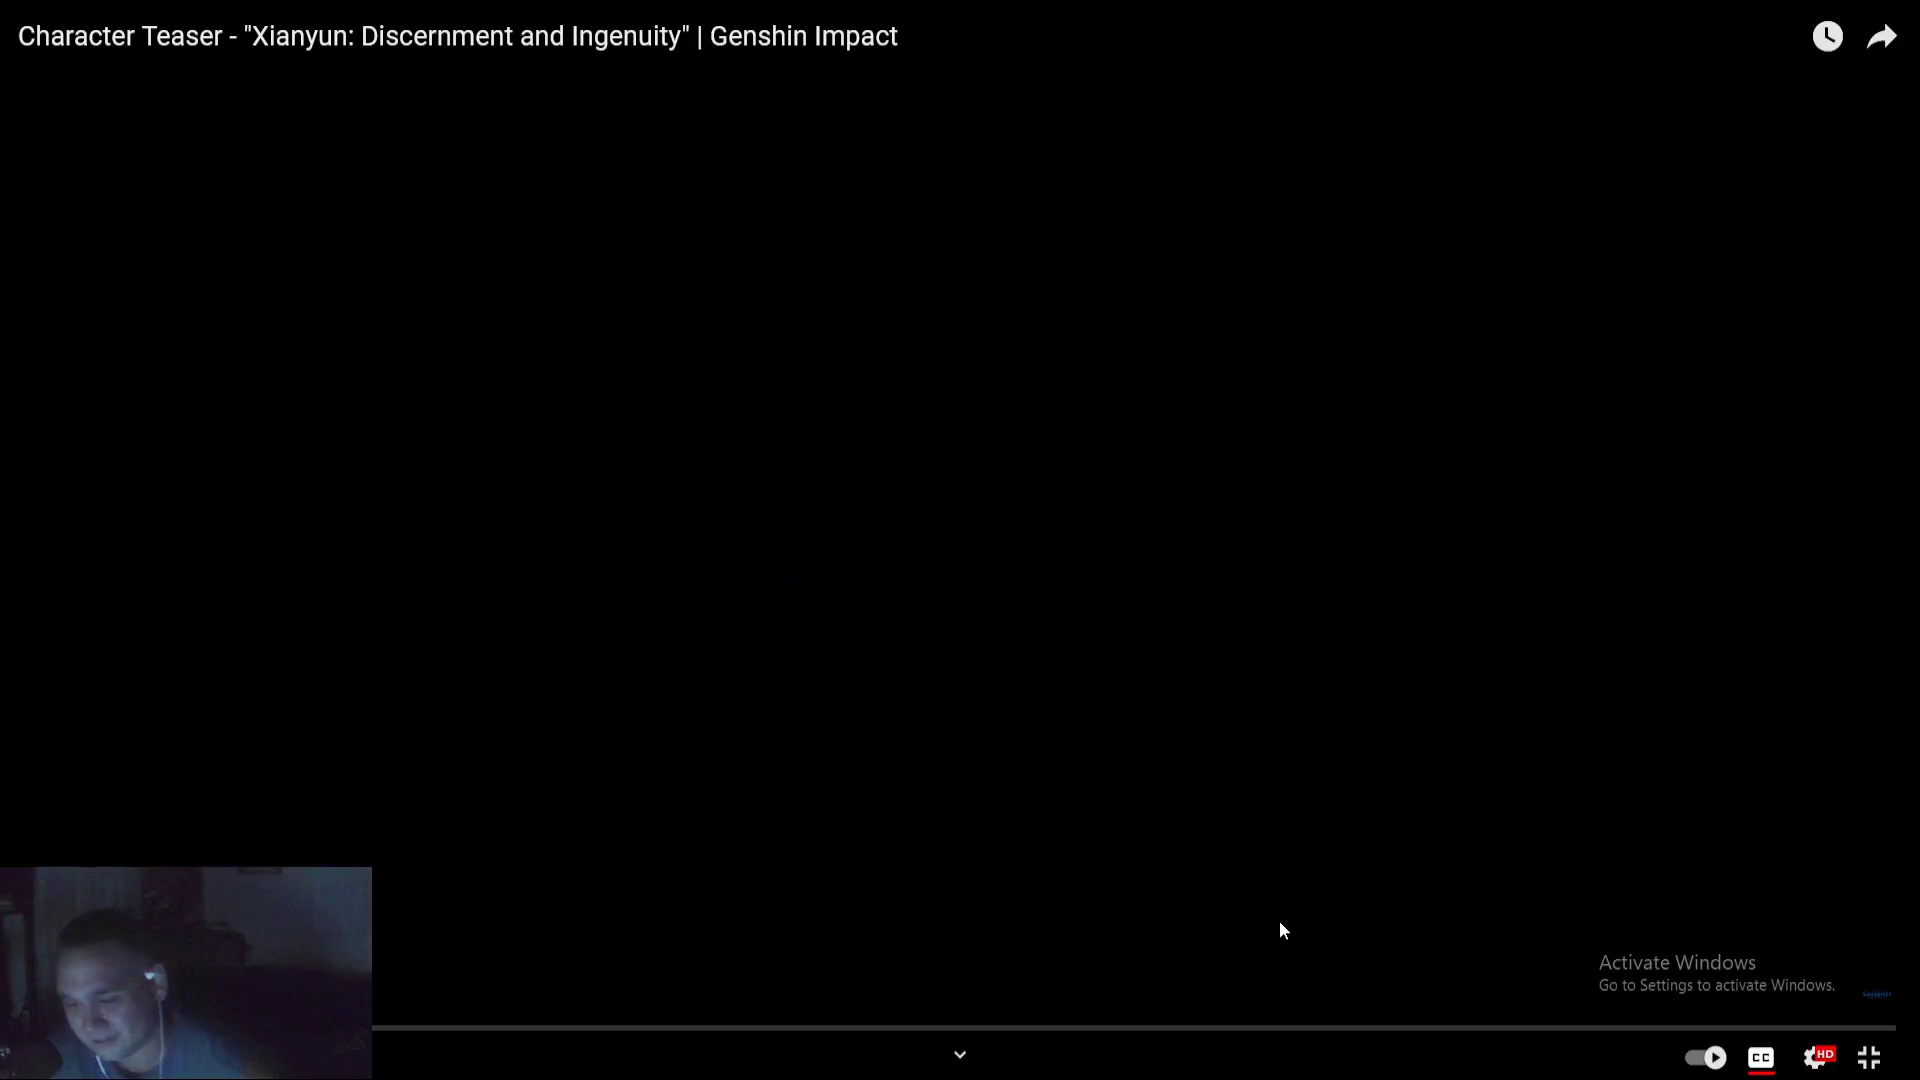 Character Teaser - "Xianyun: Discernment and Ingenuity" | Genshin Impact
Activate Windows
Go to Settings to activate Windows.
CC
HD